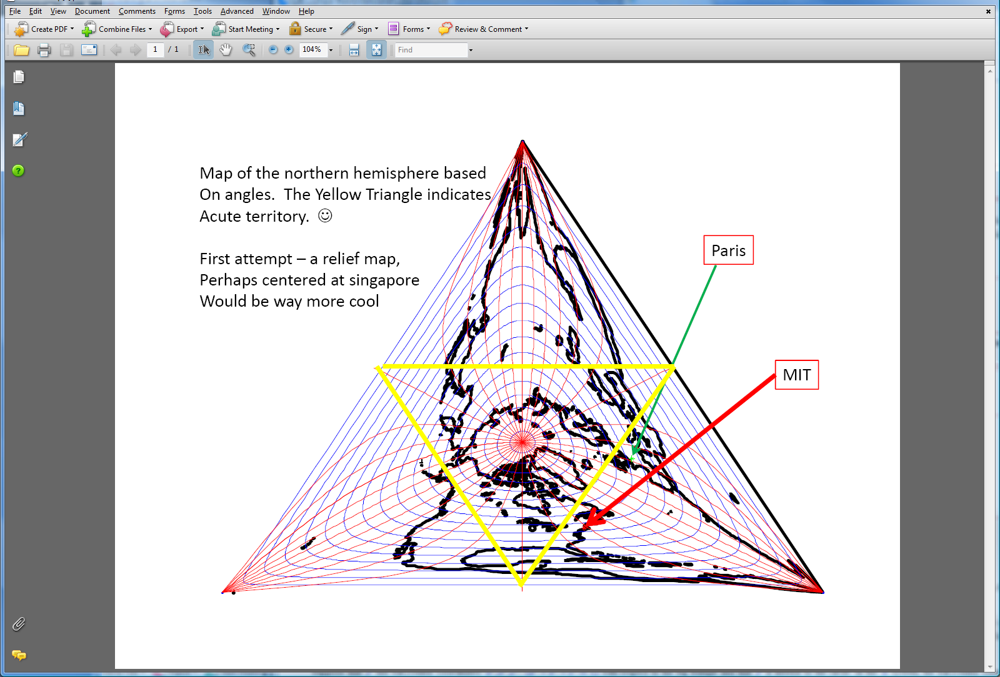 File Edit View Document Comments Forms Tools Advanced Window Help
Create PDF Combine Files Export Start Meeting Secure Sign Forms Review & Comment
1 / 1 104% Find
Map of the northern hemisphere based
On angles. The Yellow Triangle indicates
Acute territory. ☺
First attempt – a relief map,
Perhaps centered at singapore
Would be way more cool
Paris
MIT